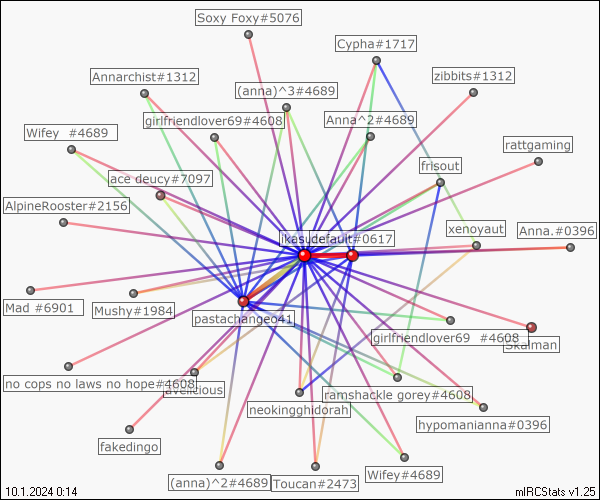 Soxy Foxy#5076
Cypha#1717
Annarchist#1312
zibbits#1312
(anna)^3#4689
girlfriendlover69#4608
Anna^2#4689
Wifey  #4689
rattgaming
frisout
ace deucy#7097
AlpineRooster#2156
xenoyaut
Anna.#0396
#0617
Mad #6901
Mushy#1984
pastachangeo41
girlfriendlover69  #4608
Skulman
no cops no laws no hope#4608
avelicious
ramshackle gorey#4608
neokingghidorah
hypomanianna#0396
fakedingo
(anna)^2#4689
Toucan#2473
Wifey#4689
10.1.2024 0:14
mIRCStats v1.25